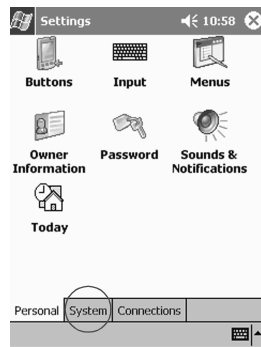 Settings 10:58
Buttons Input Menus
Owner Information Password Sounds & Notifications
Today
Personal System Connections